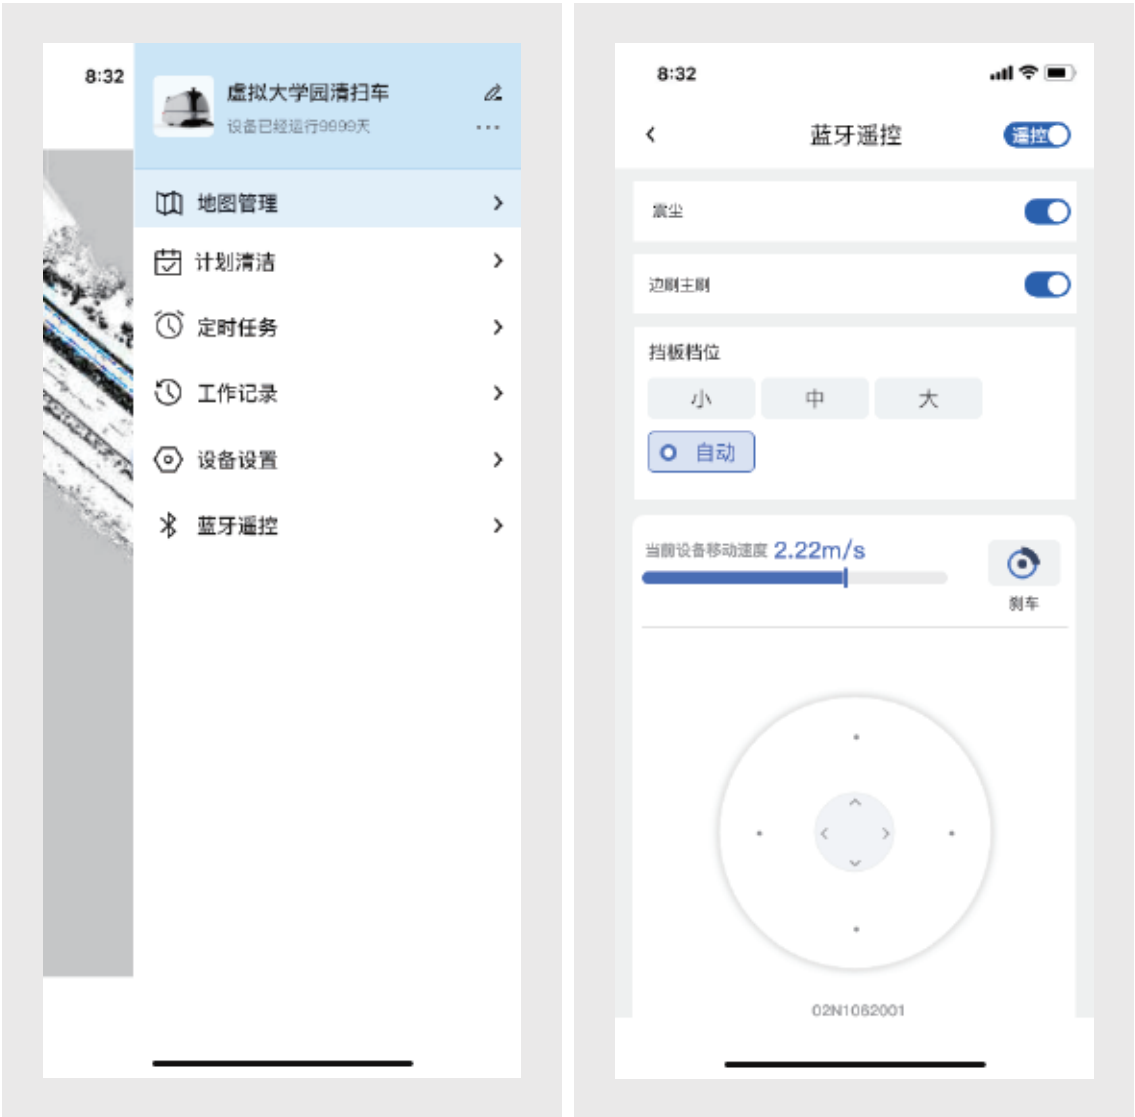 8:32
虚拟大学园清扫车
设备已经运行9999天
地图管理
计划清洁
定时任务
工作记录
设备设置
蓝牙遥控
8:32
蓝牙遥控
遥控
震尘
边刷主刷
挡板档位
小 中 大
自动
当前设备移动速度 2.22m/s
刹车
02N1062001